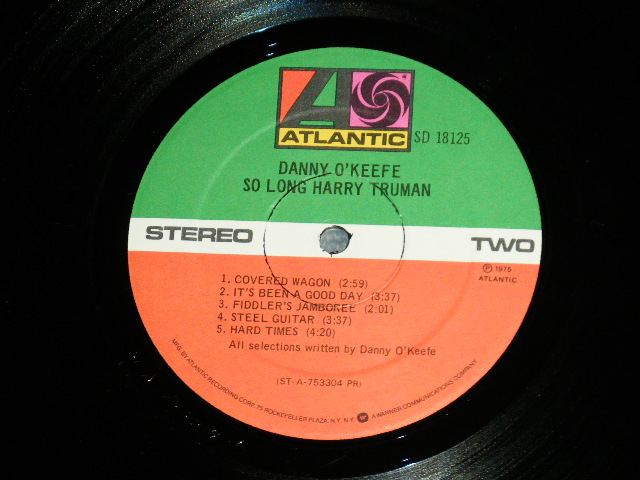 ATLANTIC
SD 18125
DANNY O'KEEFE
SO LONG HARRY TRUMAN
STEREO
TWO
℗ 1975
ATLANTIC
1. COVERED WAGON (2:59)
2. IT'S BEEN A GOOD DAY (3:37)
3. FIDDLER'S JAMBOREE (2:01)
4. STEEL GUITAR (3:37)
5. HARD TIMES (4:20)
All selections written by Danny O'Keefe
(ST-A-753304 PR)
MFG. BY ATLANTIC RECORDING CORP., 75 ROCKEFELLER PLAZA, N.Y. N.Y. A WARNER COMMUNICATIONS COMPANY